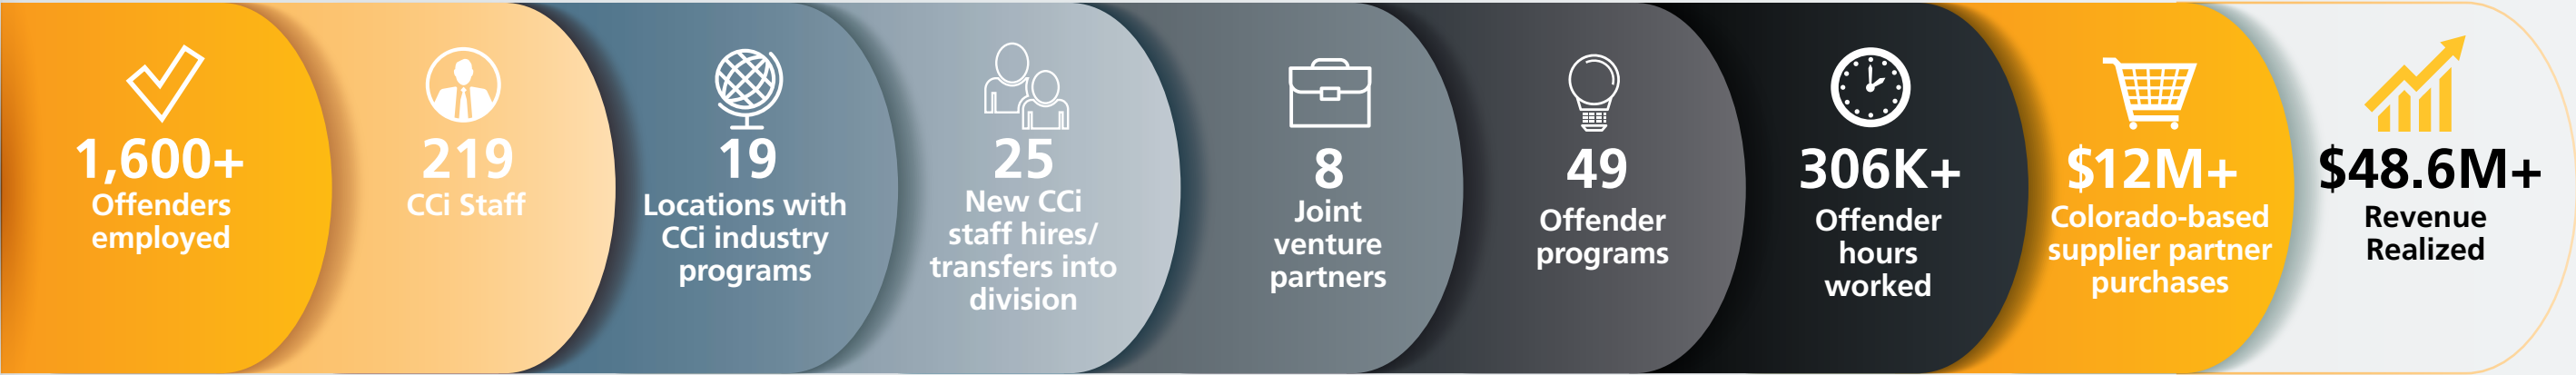 1,600+
Offenders
employed
219
CCi Staff
19
Locations with
CCi industry
programs
25
New CCi
staff hires/
transfers into
division
8
Joint
venture
partners
49
Offender
programs
306K+
Offender
hours
worked
$12M+
Colorado-based
supplier partner
purchases
$48.6M+
Revenue
Realized